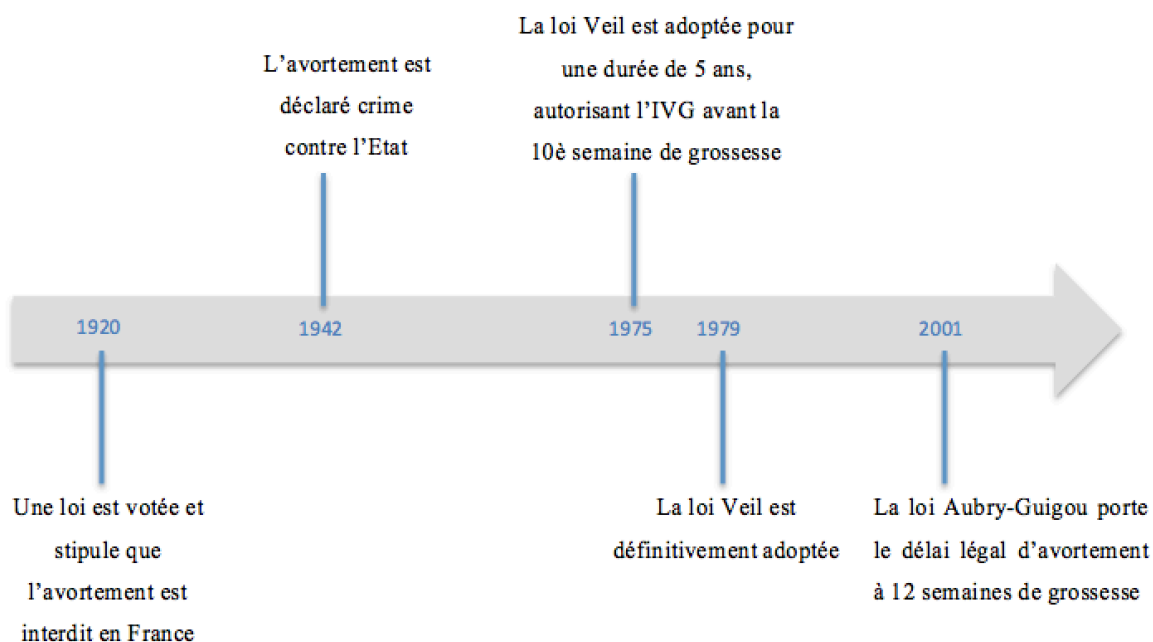 L’avortement est
déclaré crime
contre l’Etat
La loi Veil est adoptée pour
une durée de 5 ans,
autorisant l’IVG avant la
10è semaine de grossesse
1920
1942
1975
1979
2001
Une loi est votée et
stipule que
l’avortement est
interdit en France
La loi Veil est
définitivement adoptée
La loi Aubry-Guigou porte
le délai légal d’avortement
à 12 semaines de grossesse